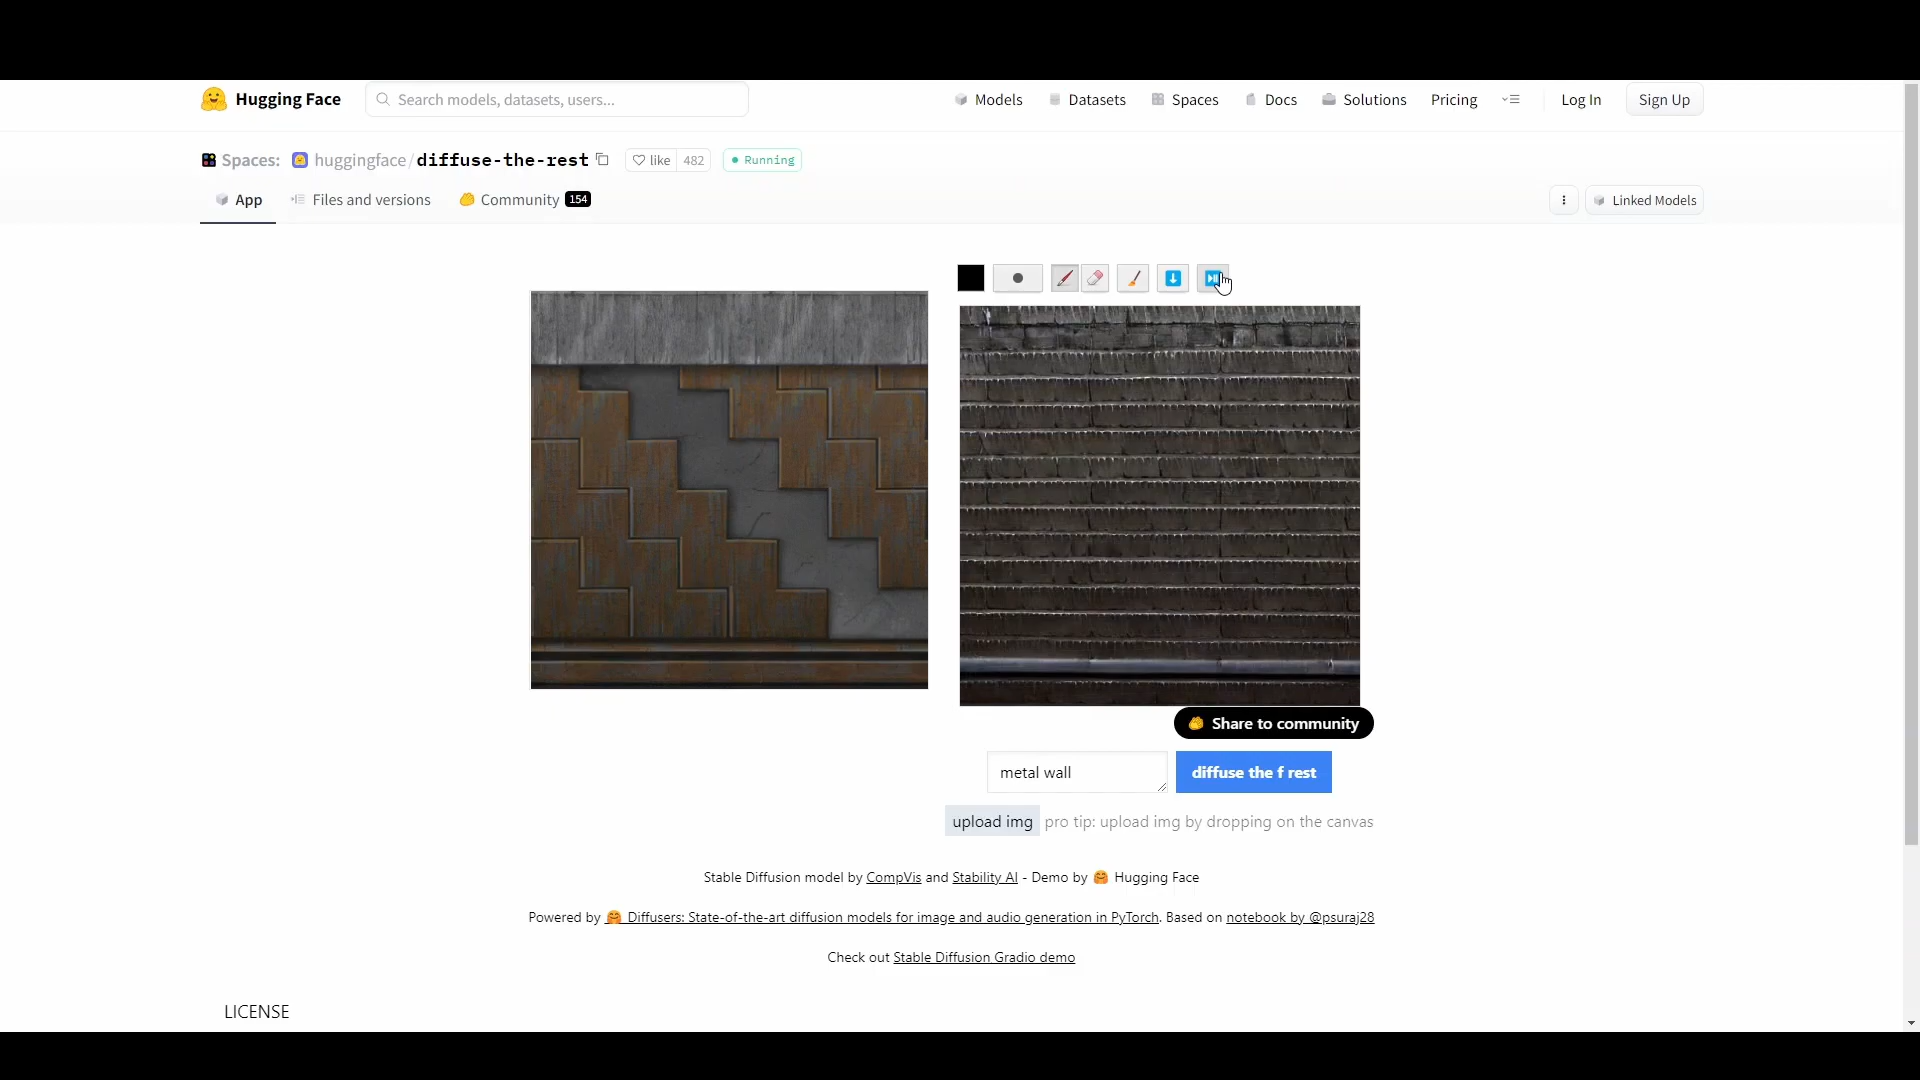 Hugging Face
Search models, datasets, users...
Models
Datasets
Spaces
Docs
Solutions
Pricing
Log In
Sign Up
Spaces:
huggingface/diffuse-the-rest
like
482
Running
App
Files and versions
Community
154
Linked Models
Share to community
metal wall
diffuse the f rest
upload img
pro tip: upload img by dropping on the canvas
Stable Diffusion model by CompVis and Stability AI - Demo by 🤗 Hugging Face
Powered by 🤗 Diffusers: State-of-the-art diffusion models for image and audio generation in PyTorch. Based on notebook by @psuraj28
Check out Stable Diffusion Gradio demo
LICENSE